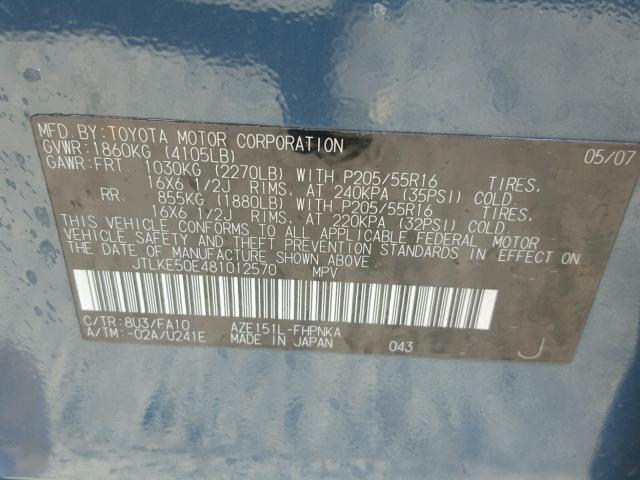 MFD.BY:TOYOTA MOTOR CORPORATION 05/07
GVWR:1860KG (4105LB)
GAWR:FRT. 1030KG (2270LB) WITH P205/55R16 TIRES.
16X6 1/2J RIMS. AT 240KPA (35PSI) COLD.
RR. 855KG (1880LB) WITH P205/55R16 TIRES.
16X6 1/2J RIMS. AT 220KPA (32PSI) COLD.
THIS VEHICLE CONFORMS TO ALL APPLICABLE FEDERAL MOTOR
VEHICLE SAFETY AND THEFT PREVENTION STANDARDS IN EFFECT ON
THE DATE OF MANUFACTURE SHOWN ABOVE.
JTLKE50E481012570 MPV
C/TR:8U3/FA10 AZE151L-FHPNKA
A/TM:-02A/U241E MADE IN JAPAN 043 J